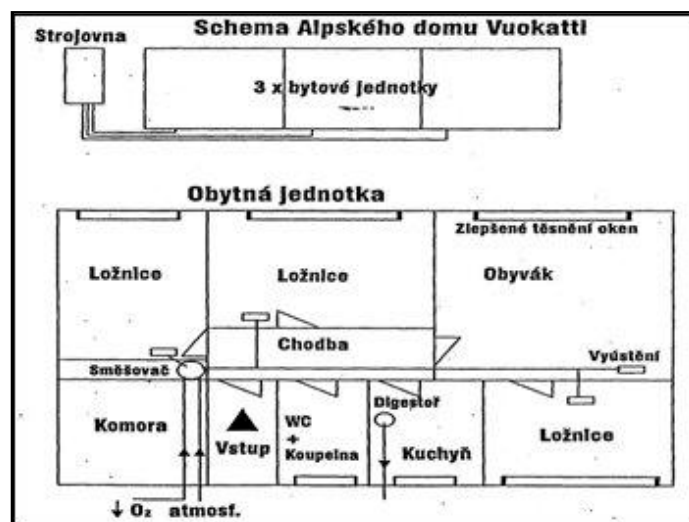 Schema Alpského domu Vuokatti
Strojovna
3 x bytové jednotky
Obytná jednotka
Zlepšené těsnění oken
Ložnice
Ložnice
Obyvák
Chodba
Směšovač
Vyústění
Digestoř
Komora
Vstup
WC
+
Koupelna
Kuchyň
Ložnice
↓ O₂ atmosf.